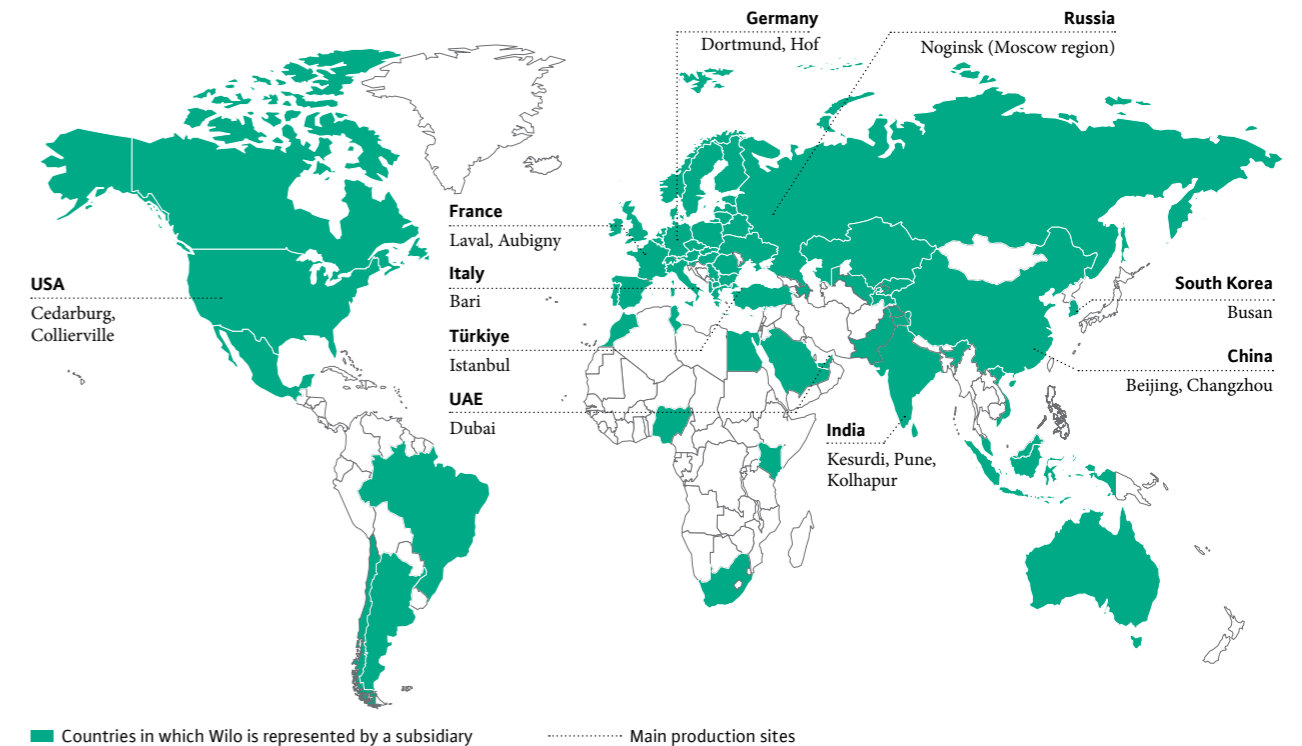 Germany
Dortmund, Hof
Russia
Noginsk (Moscow region)
France
Laval, Aubigny
Italy
Bari
USA
Cedarburg,
Collierville
Türkiye
Istanbul
UAE
Dubai
South Korea
Busan
China
Beijing, Changzhou
India
Kesurdi, Pune,
Kolhapur
Countries in which Wilo is represented by a subsidiary
Main production sites